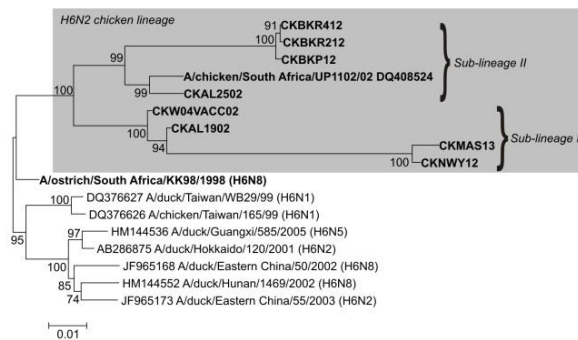 H6N2 chicken lineage
91
CKBKR412
100
CKBKR212
CKBKP12
99
Sub-lineage II
A/chicken/South Africa/UP1102/02 DQ408524
99
CKAL2502
100
CKW04VACC02
100
CKAL1902
94
CKMAS13
Sub-lineage I
100
CKNWY12
A/ostrich/South Africa/KK98/1998 (H6N8)
DQ376627 A/duck/Taiwan/WB29/99 (H6N1)
100
DQ376626 A/chicken/Taiwan/165/99 (H6N1)
95
HM144536 A/duck/Guangxi/585/2005 (H6N5)
97
AB286875 A/duck/Hokkaido/120/2001 (H6N2)
100
JF965168 A/duck/Eastern China/50/2002 (H6N8)
85
HM144552 A/duck/Hunan/1469/2002 (H6N8)
74
JF965173 A/duck/Eastern China/55/2003 (H6N2)
0.01